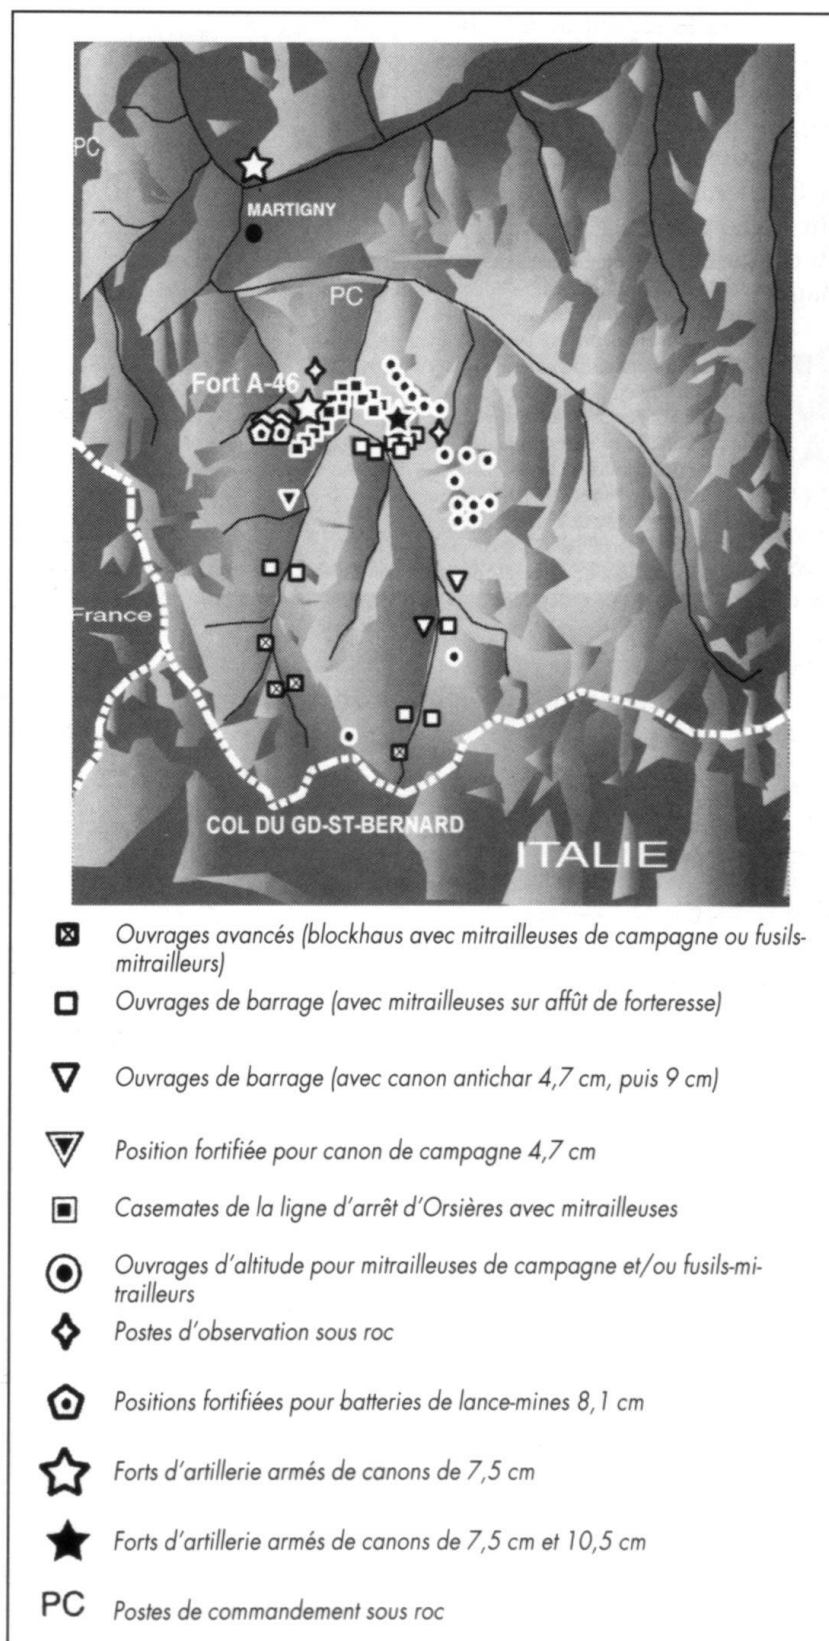 PC
MARTIGNY
PC
Fort A-46
France
COL DU GD-ST-BERNARD
ITALIE
Ouvrages avancés (blockhaus avec mitrailleuses de campagne ou fusils-
mitrailleurs)
Ouvrages de barrage (avec mitrailleuses sur affût de forteresse)
Ouvrages de barrage (avec canon antichar 4,7 cm, puis 9 cm)
Position fortifiée pour canon de campagne 4,7 cm
Casemates de la ligne d'arrêt d'Orsières avec mitrailleuses
Ouvrages d'altitude pour mitrailleuses de campagne et/ou fusils-mi-
trailleurs
Postes d'observation sous roc
Positions fortifiées pour batteries de lance-mines 8,1 cm
Forts d'artillerie armés de canons de 7,5 cm
Forts d'artillerie armés de canons de 7,5 cm et 10,5 cm
PC Postes de commandement sous roc